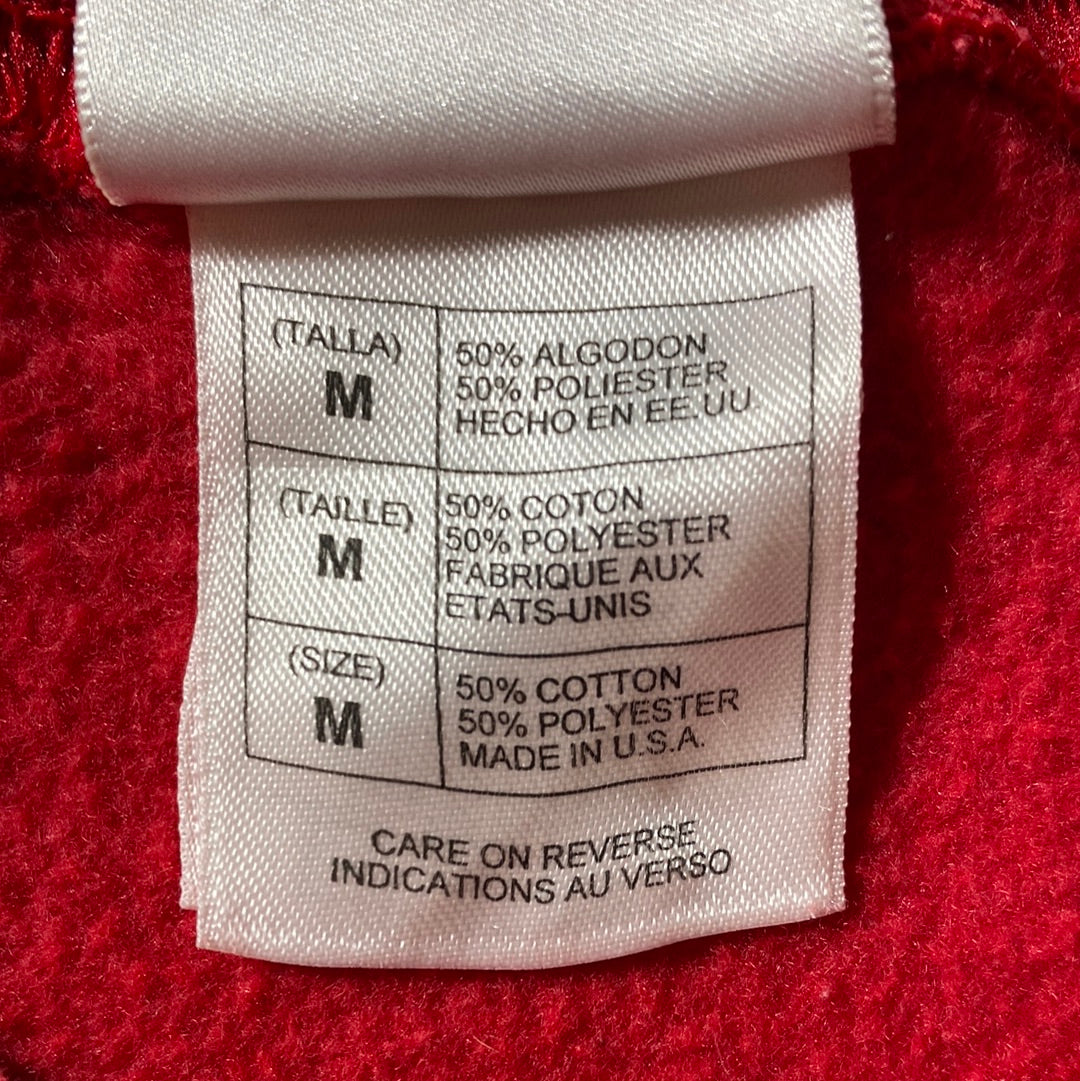 (TALLA)
M
50% ALGODON
50% POLIESTER
HECHO EN EE.UU.
(TAILLE)
M
50% COTON
50% POLYESTER
FABRIQUE AUX
ETATS-UNIS
(SIZE)
M
50% COTTON
50% POLYESTER
MADE IN U.S.A.
CARE ON REVERSE
INDICATIONS AU VERSO